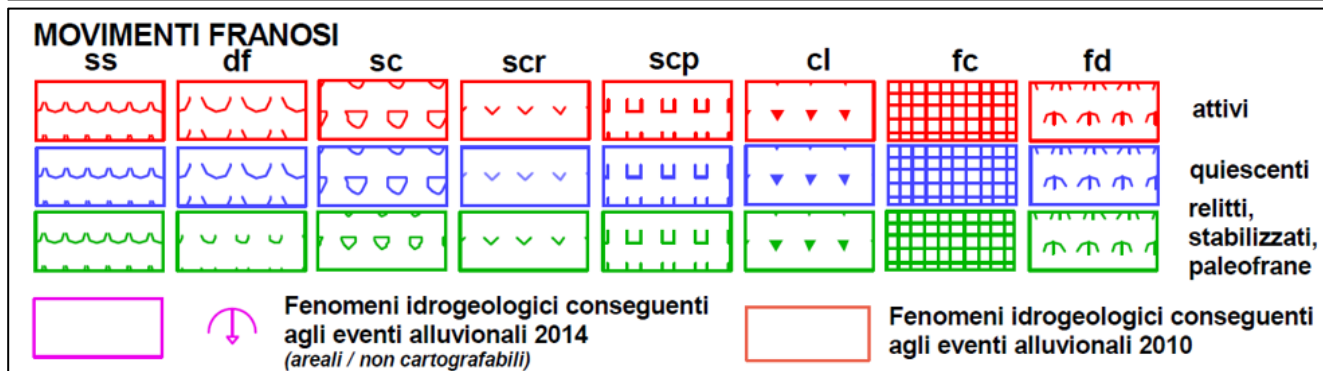 MOVIMENTI FRANOSI
ss df sc scr scp cl fc fd
attivi
quiescenti
relitti,
stabilizzati,
paleofrane
Fenomeni idrogeologici conseguenti
agli eventi alluvionali 2014
(areali / non cartografabili)
Fenomeni idrogeologici conseguenti
agli eventi alluvionali 2010